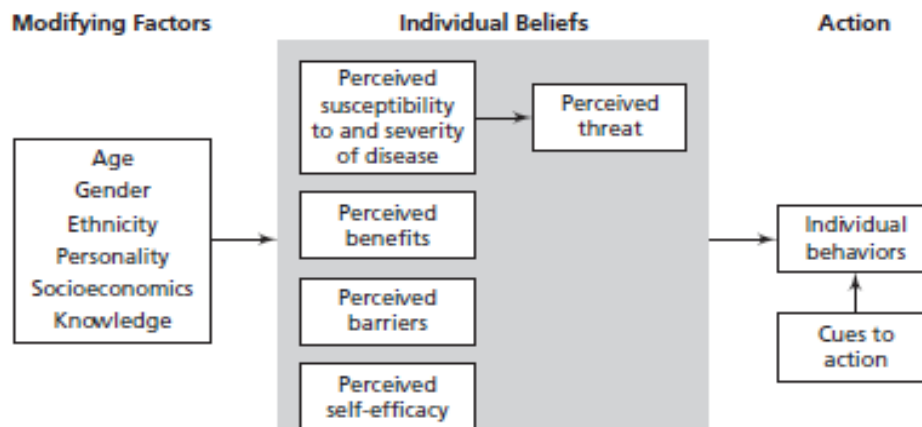 Modifying Factors
Individual Beliefs
Action
Age
Gender
Ethnicity
Personality
Socioeconomics
Knowledge
Perceived
susceptibility
to and severity
of disease
Perceived
threat
Perceived
benefits
Perceived
barriers
Perceived
self-efficacy
Individual
behaviors
Cues to
action